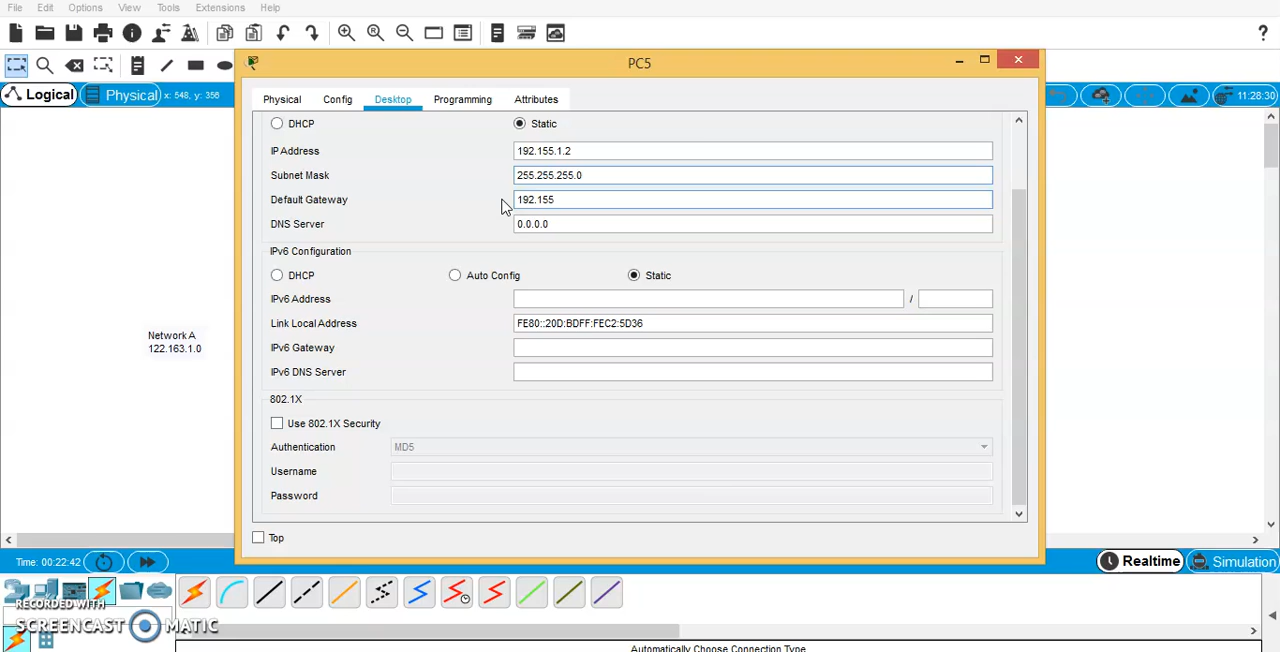 File Edit Options View Tools Extensions Help
?
Logical Physical x: 548, y: 356
11:28:30
PC5
Physical Config Desktop Programming Attributes
DHCP Static
IP Address 192.155.1.2
Subnet Mask 255.255.255.0
Default Gateway 192.155
DNS Server 0.0.0.0
IPv6 Configuration
DHCP Auto Config Static
IPv6 Address /
Link Local Address FE80::20D:BDFF:FEC2:5D36
IPv6 Gateway
IPv6 DNS Server
802.1X
Use 802.1X Security
Authentication MD5
Username
Password
Top
Network A
122.163.1.0
Time: 00:22:42 Realtime Simulation
RECORDED WITH
SCREENCAST MATIC
Automatically Choose Connection Type